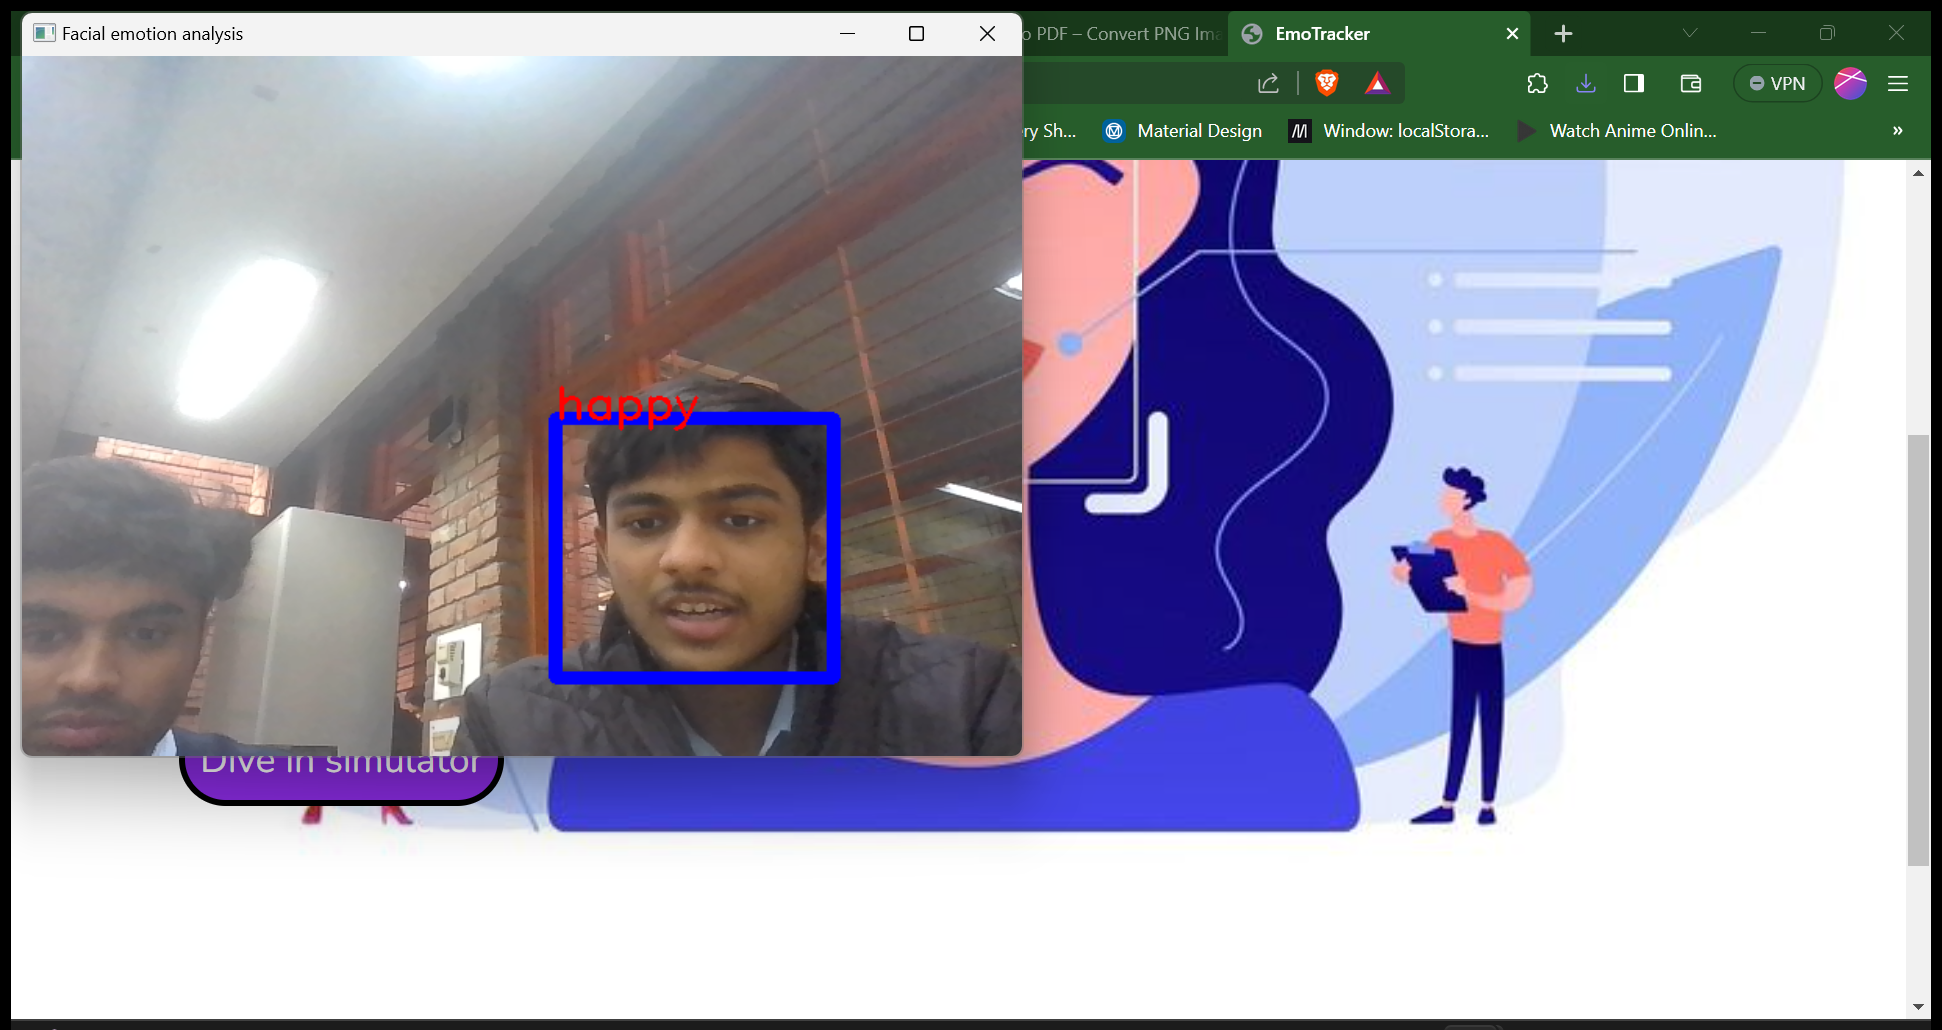 Facial emotion analysis
o PDF – Convert PNG Ima
EmoTracker
VPN
ry Sh...
Material Design
Window: localStora...
Watch Anime Onlin...
»
happy
Dive in simulator